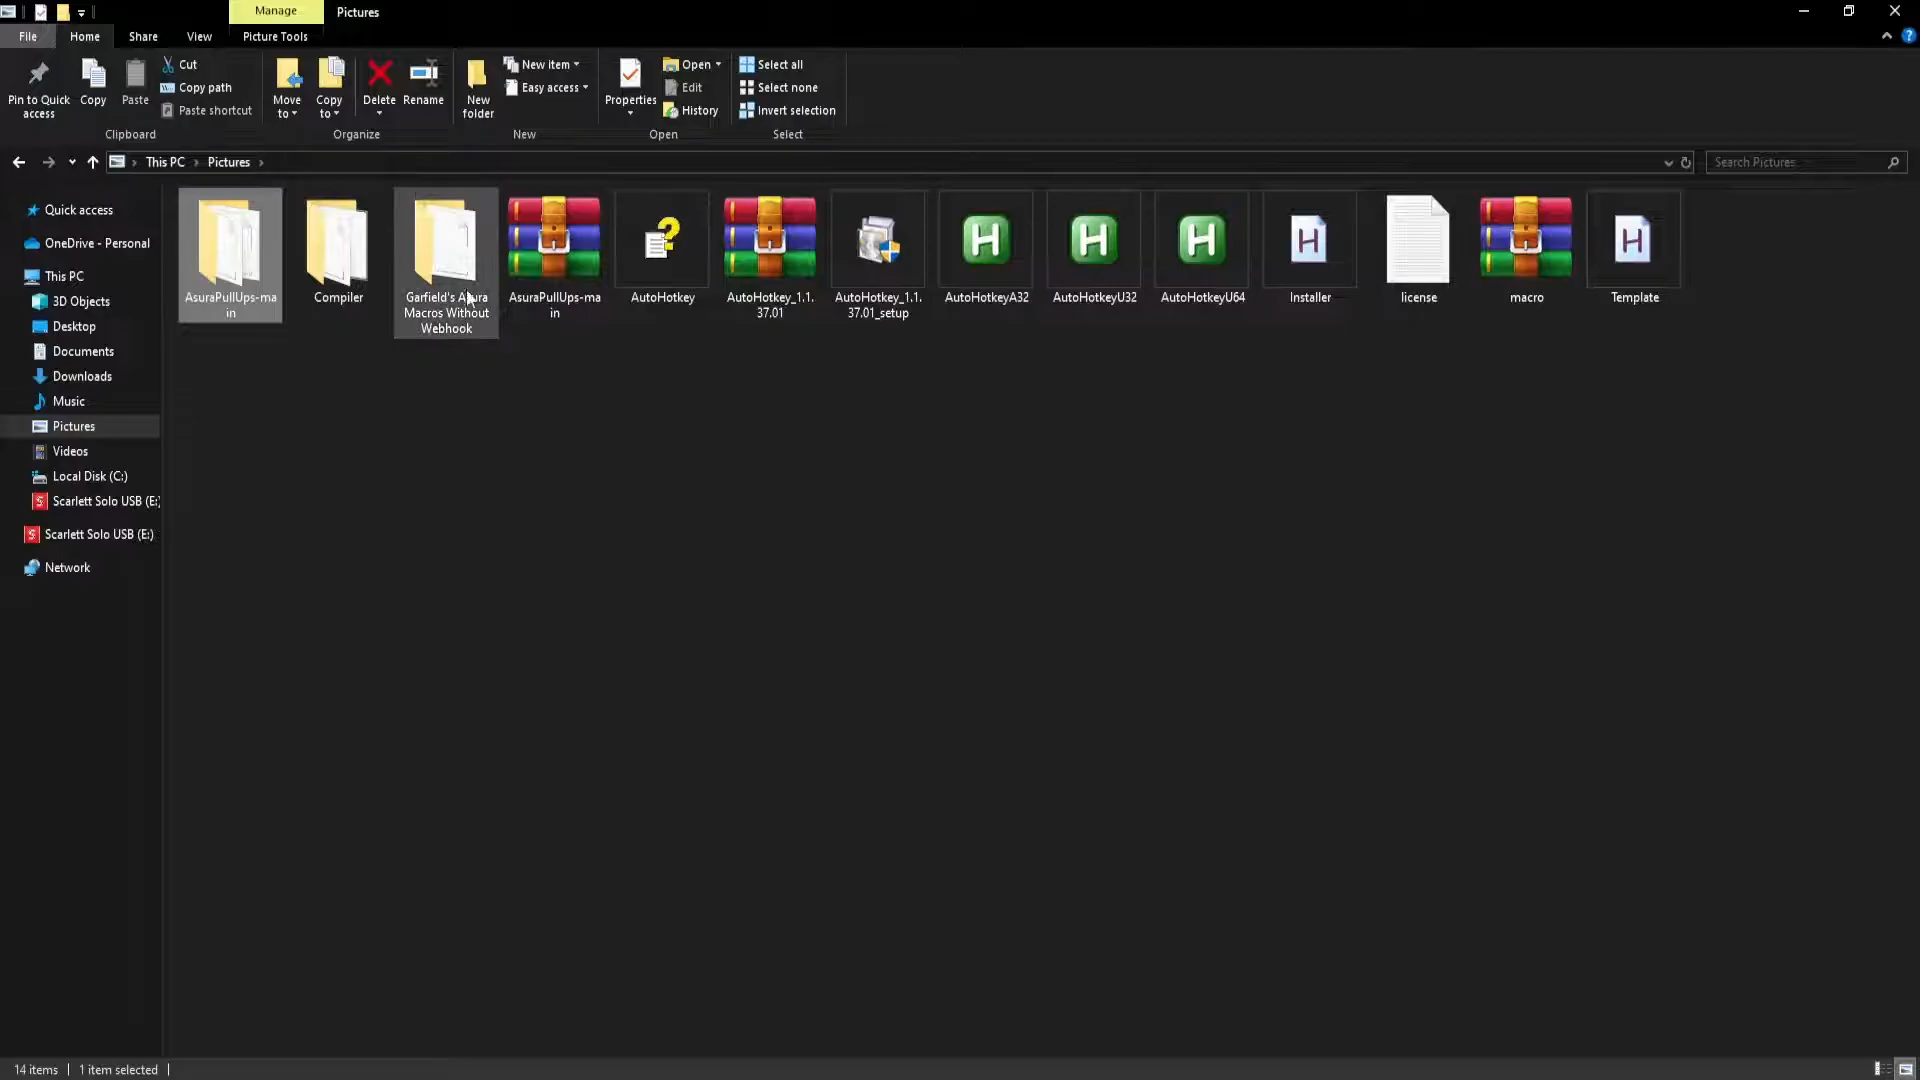 Manage
Pictures
File
Home
Share
View
Picture Tools
Pin to Quick
access
Copy
Paste
Cut
Copy path
Paste shortcut
Clipboard
Move
to
Copy
to
Delete
Rename
Organize
New
folder
New item
Easy access
New
Properties
Open
Edit
History
Open
Select all
Select none
Invert selection
Select
This PC
Pictures
Search Pictures
Quick access
OneDrive - Personal
This PC
3D Objects
Desktop
Documents
Downloads
Music
Pictures
Videos
Local Disk (C:)
Scarlett Solo USB (E:)
Scarlett Solo USB (E:)
Network
AsuraPullUps-ma
in
Compiler
Garfield's Asura
Macros Without
Webhook
AsuraPullUps-ma
in
AutoHotkey
AutoHotkey_1.1.
37.01
AutoHotkey_1.1.
37.01_setup
AutoHotkeyA32
AutoHotkeyU32
AutoHotkeyU64
Installer
license
macro
Template
14 items
1 item selected